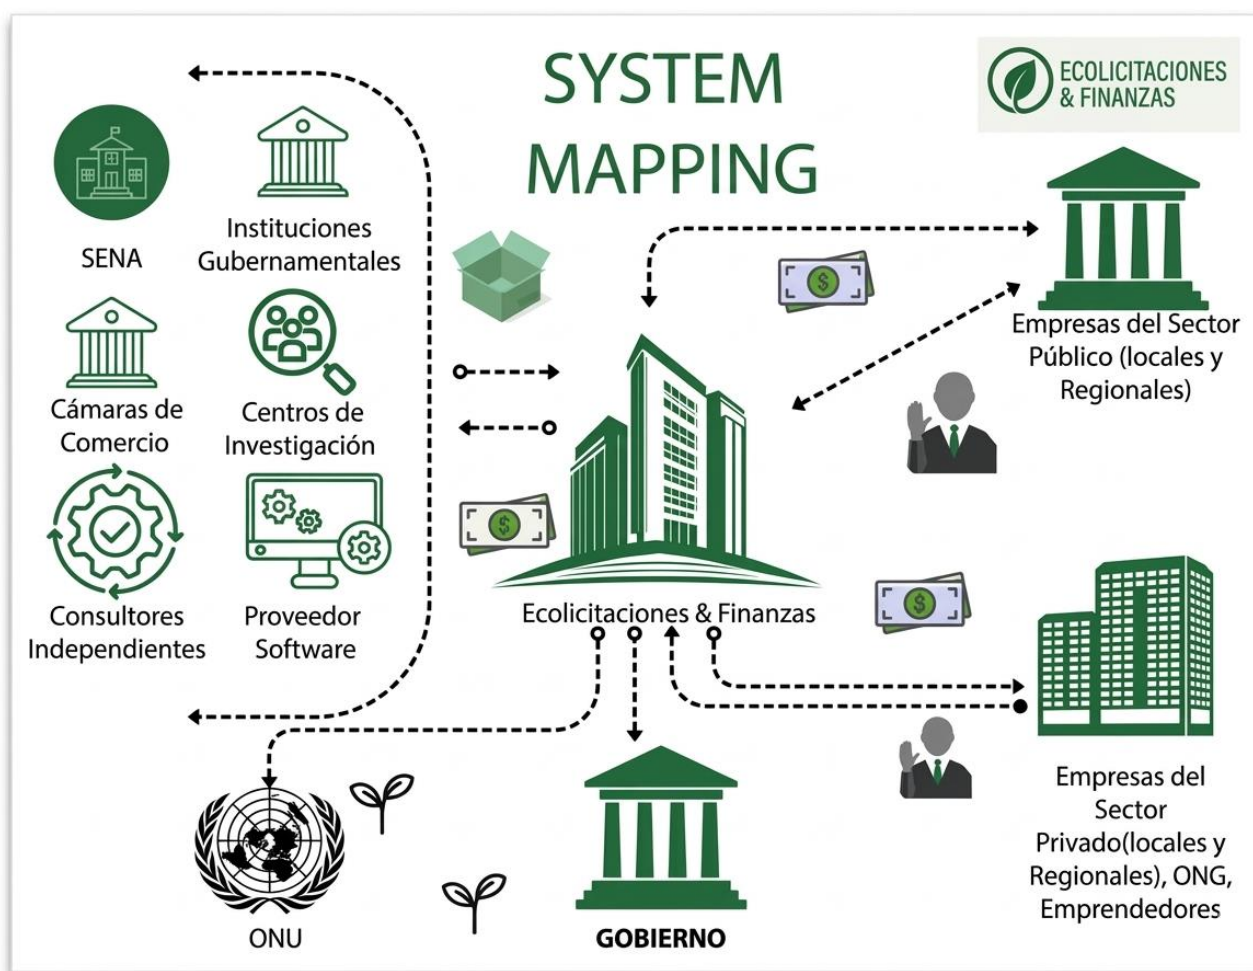 SYSTEM
MAPPING
ECOLICITACIONES
& FINANZAS
SENA
Instituciones
Gubernamentales
Cámaras de
Comercio
Centros de
Investigación
Consultores
Independientes
Proveedor
Software
Ecolicitaciones & Finanzas
Empresas del Sector
Público (locales y
Regionales)
Empresas del
Sector
Privado(locales y
Regionales), ONG,
Emprendedores
ONU
GOBIERNO
$
$
$